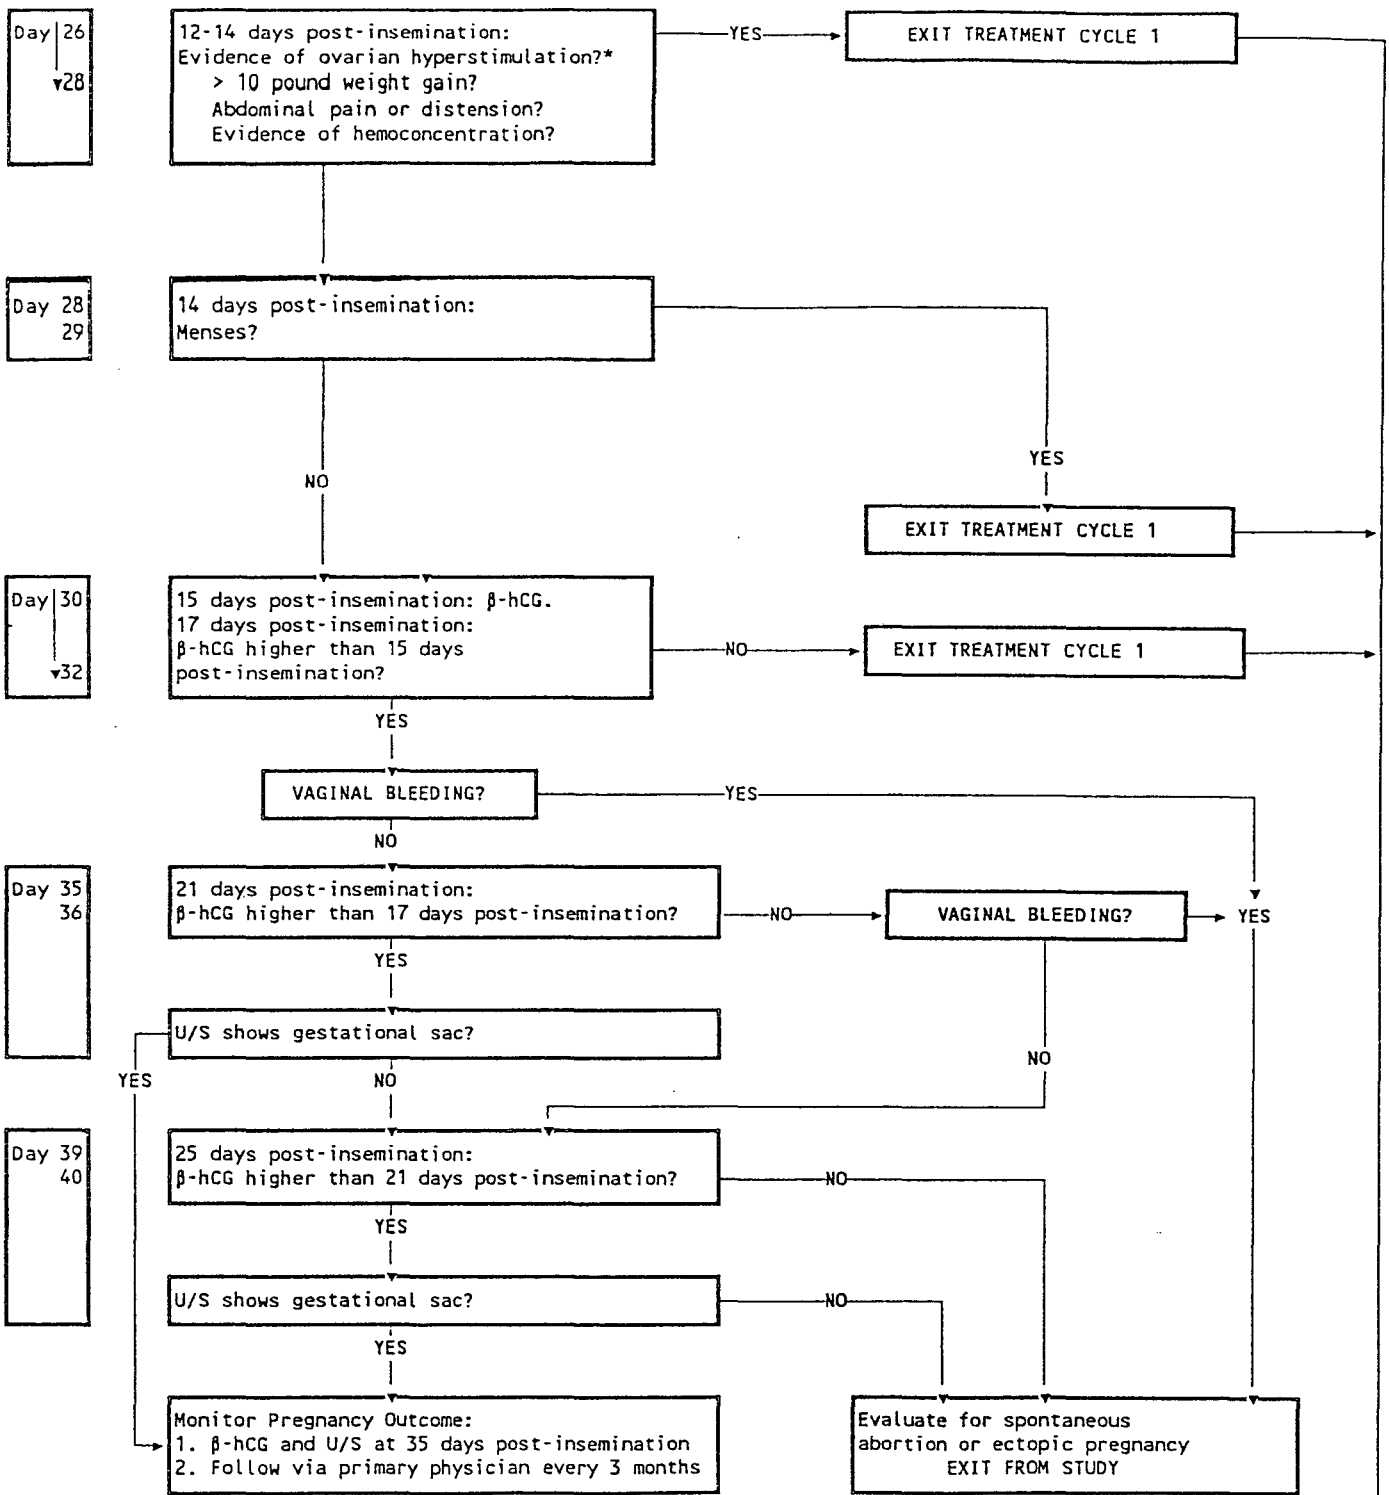 Day 26
28
12-14 days post-insemination:
Evidence of ovarian hyperstimulation?*
> 10 pound weight gain?
Abdominal pain or distension?
Evidence of hemoconcentration?
YES
EXIT TREATMENT CYCLE 1
Day 28
29
14 days post-insemination:
Menses?
YES
NO
EXIT TREATMENT CYCLE 1
Day 30
32
15 days post-insemination: β-hCG.
17 days post-insemination:
β-hCG higher than 15 days
post-insemination?
NO
EXIT TREATMENT CYCLE 1
YES
VAGINAL BLEEDING?
YES
NO
Day 35
36
21 days post-insemination:
β-hCG higher than 17 days post-insemination?
NO
VAGINAL BLEEDING?
YES
YES
U/S shows gestational sac?
NO
YES
NO
Day 39
40
25 days post-insemination:
β-hCG higher than 21 days post-insemination?
NO
YES
U/S shows gestational sac?
NO
YES
Monitor Pregnancy Outcome:
1. β-hCG and U/S at 35 days post-insemination
2. Follow via primary physician every 3 months
Evaluate for spontaneous
abortion or ectopic pregnancy
EXIT FROM STUDY